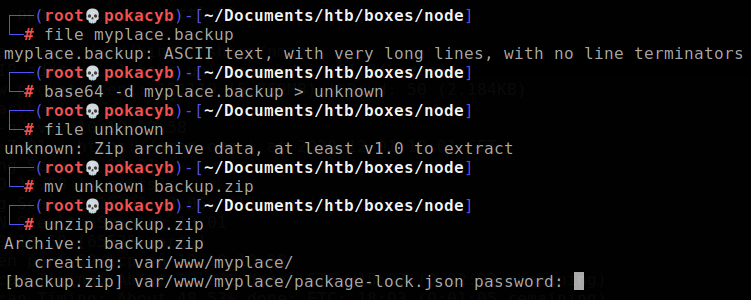 ┌──(root💀pokacyb)-[~/Documents/htb/boxes/node]
└─# file myplace.backup
myplace.backup: ASCII text, with very long lines, with no line terminators
┌──(root💀pokacyb)-[~/Documents/htb/boxes/node]
└─# base64 -d myplace.backup > unknown
┌──(root💀pokacyb)-[~/Documents/htb/boxes/node]
└─# file unknown
unknown: Zip archive data, at least v1.0 to extract
┌──(root💀pokacyb)-[~/Documents/htb/boxes/node]
└─# mv unknown backup.zip
┌──(root💀pokacyb)-[~/Documents/htb/boxes/node]
└─# unzip backup.zip
Archive:  backup.zip
   creating: var/www/myplace/
[backup.zip] var/www/myplace/package-lock.json password: